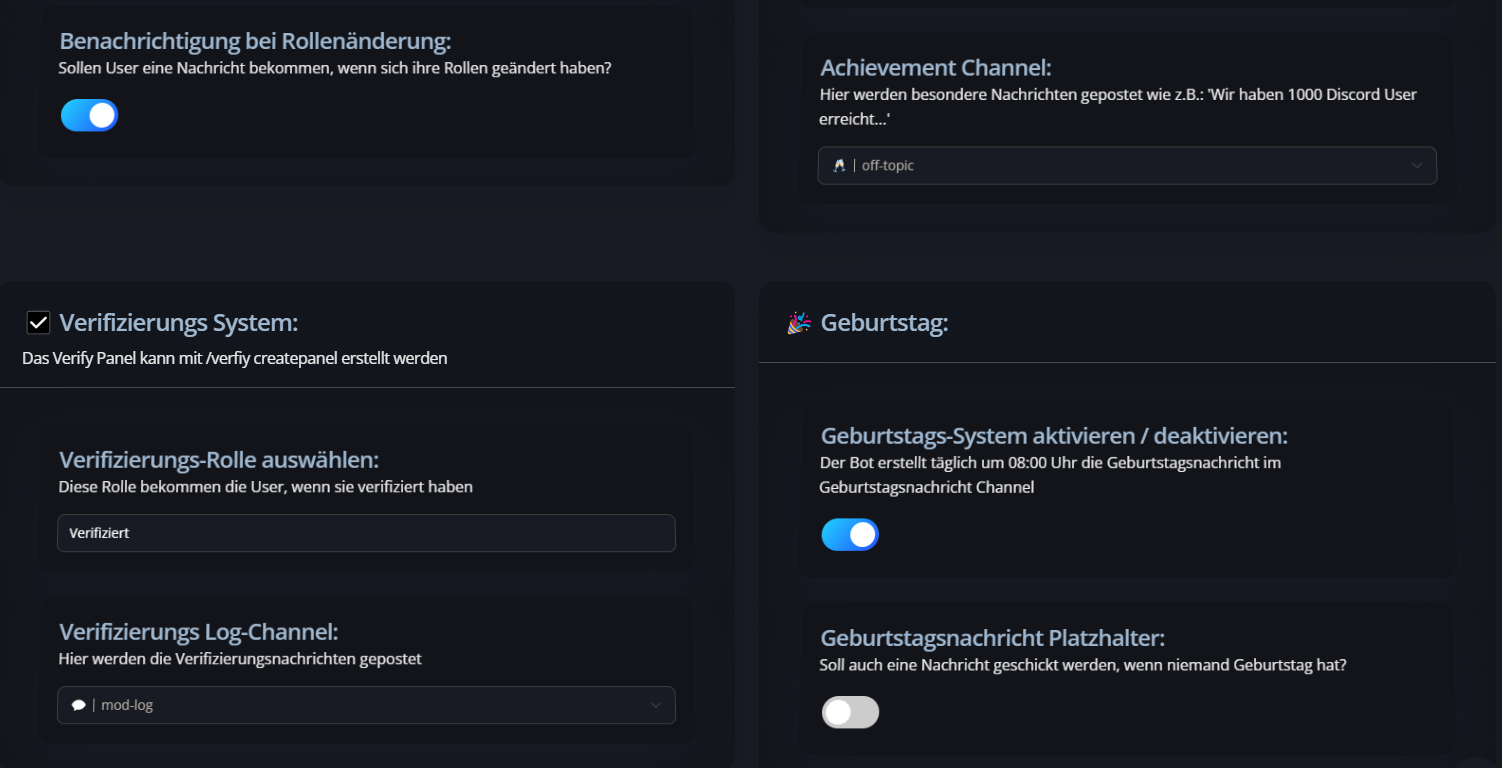 Benachrichtigung bei Rollenänderung:
Sollen User eine Nachricht bekommen, wenn sich ihre Rollen geändert haben?
Achievement Channel:
Hier werden besondere Nachrichten gepostet wie z.B.: 'Wir haben 1000 Discord User
erreicht...'
| off-topic
Verifizierungs System:
Das Verify Panel kann mit /verfiy createpanel erstellt werden
Verifizierungs-Rolle auswählen:
Diese Rolle bekommen die User, wenn sie verifiziert haben
Verifiziert
Verifizierungs Log-Channel:
Hier werden die Verifizierungsnachrichten gepostet
| mod-log
Geburtstag:
Geburtstags-System aktivieren / deaktivieren:
Der Bot erstellt täglich um 08:00 Uhr die Geburtstagsnachricht im
Geburtstagsnachricht Channel
Geburtstagsnachricht Platzhalter:
Soll auch eine Nachricht geschickt werden, wenn niemand Geburtstag hat?